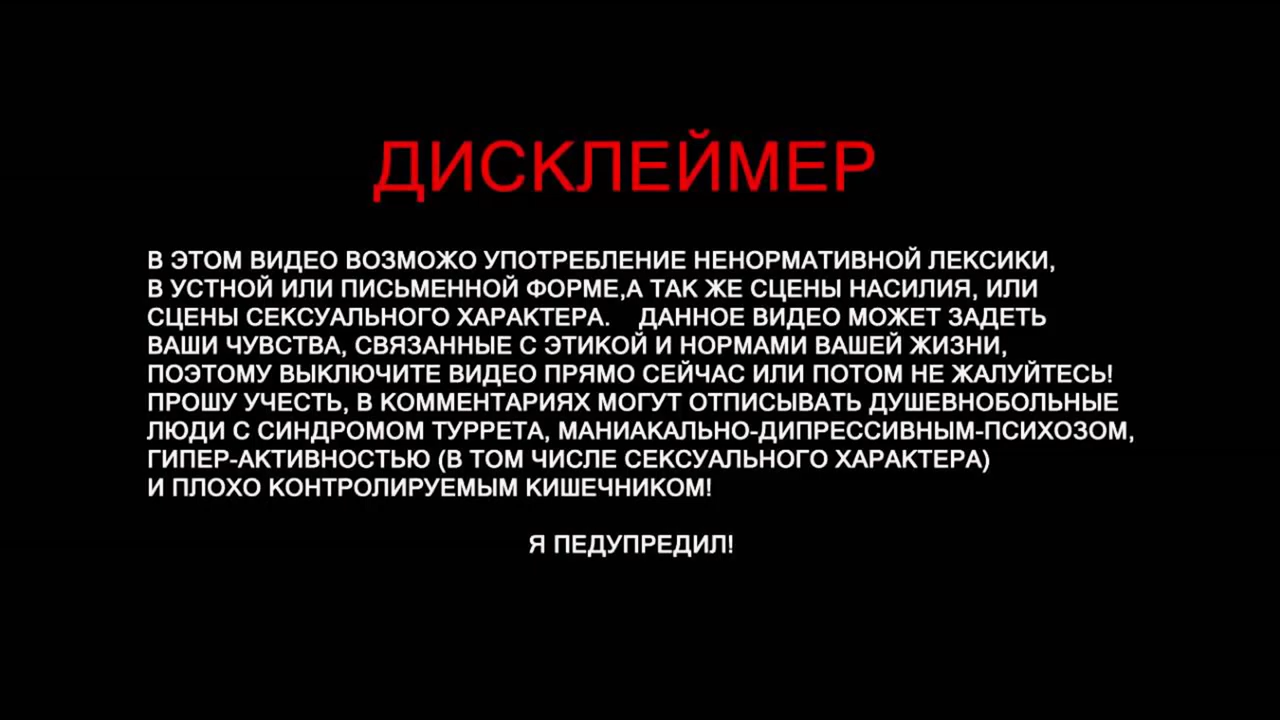 ДИСКЛЕЙМЕР
В ЭТОМ ВИДЕО ВОЗМОЖО УПОТРЕБЛЕНИЕ НЕНОРМАТИВНОЙ ЛЕКСИКИ,
В УСТНОЙ ИЛИ ПИСЬМЕННОЙ ФОРМЕ,А ТАК ЖЕ СЦЕНЫ НАСИЛИЯ, ИЛИ
СЦЕНЫ СЕКСУАЛЬНОГО ХАРАКТЕРА. ДАННОЕ ВИДЕО МОЖЕТ ЗАДЕТЬ
ВАШИ ЧУВСТВА, СВЯЗАННЫЕ С ЭТИКОЙ И НОРМАМИ ВАШЕЙ ЖИЗНИ,
ПОЭТОМУ ВЫКЛЮЧИТЕ ВИДЕО ПРЯМО СЕЙЧАС ИЛИ ПОТОМ НЕ ЖАЛУЙТЕСЬ!
ПРОШУ УЧЕСТЬ, В КОММЕНТАРИЯХ МОГУТ ОТПИСЫВАТЬ ДУШЕВНОБОЛЬНЫЕ
ЛЮДИ С СИНДРОМОМ ТУРРЕТА, МАНИАКАЛЬНО-ДИПРЕССИВНЫМ-ПСИХОЗОМ,
ГИПЕР-АКТИВНОСТЬЮ (В ТОМ ЧИСЛЕ СЕКСУАЛЬНОГО ХАРАКТЕРА)
И ПЛОХО КОНТРОЛИРУЕМЫМ КИШЕЧНИКОМ!
Я ПЕДУПРЕДИЛ!